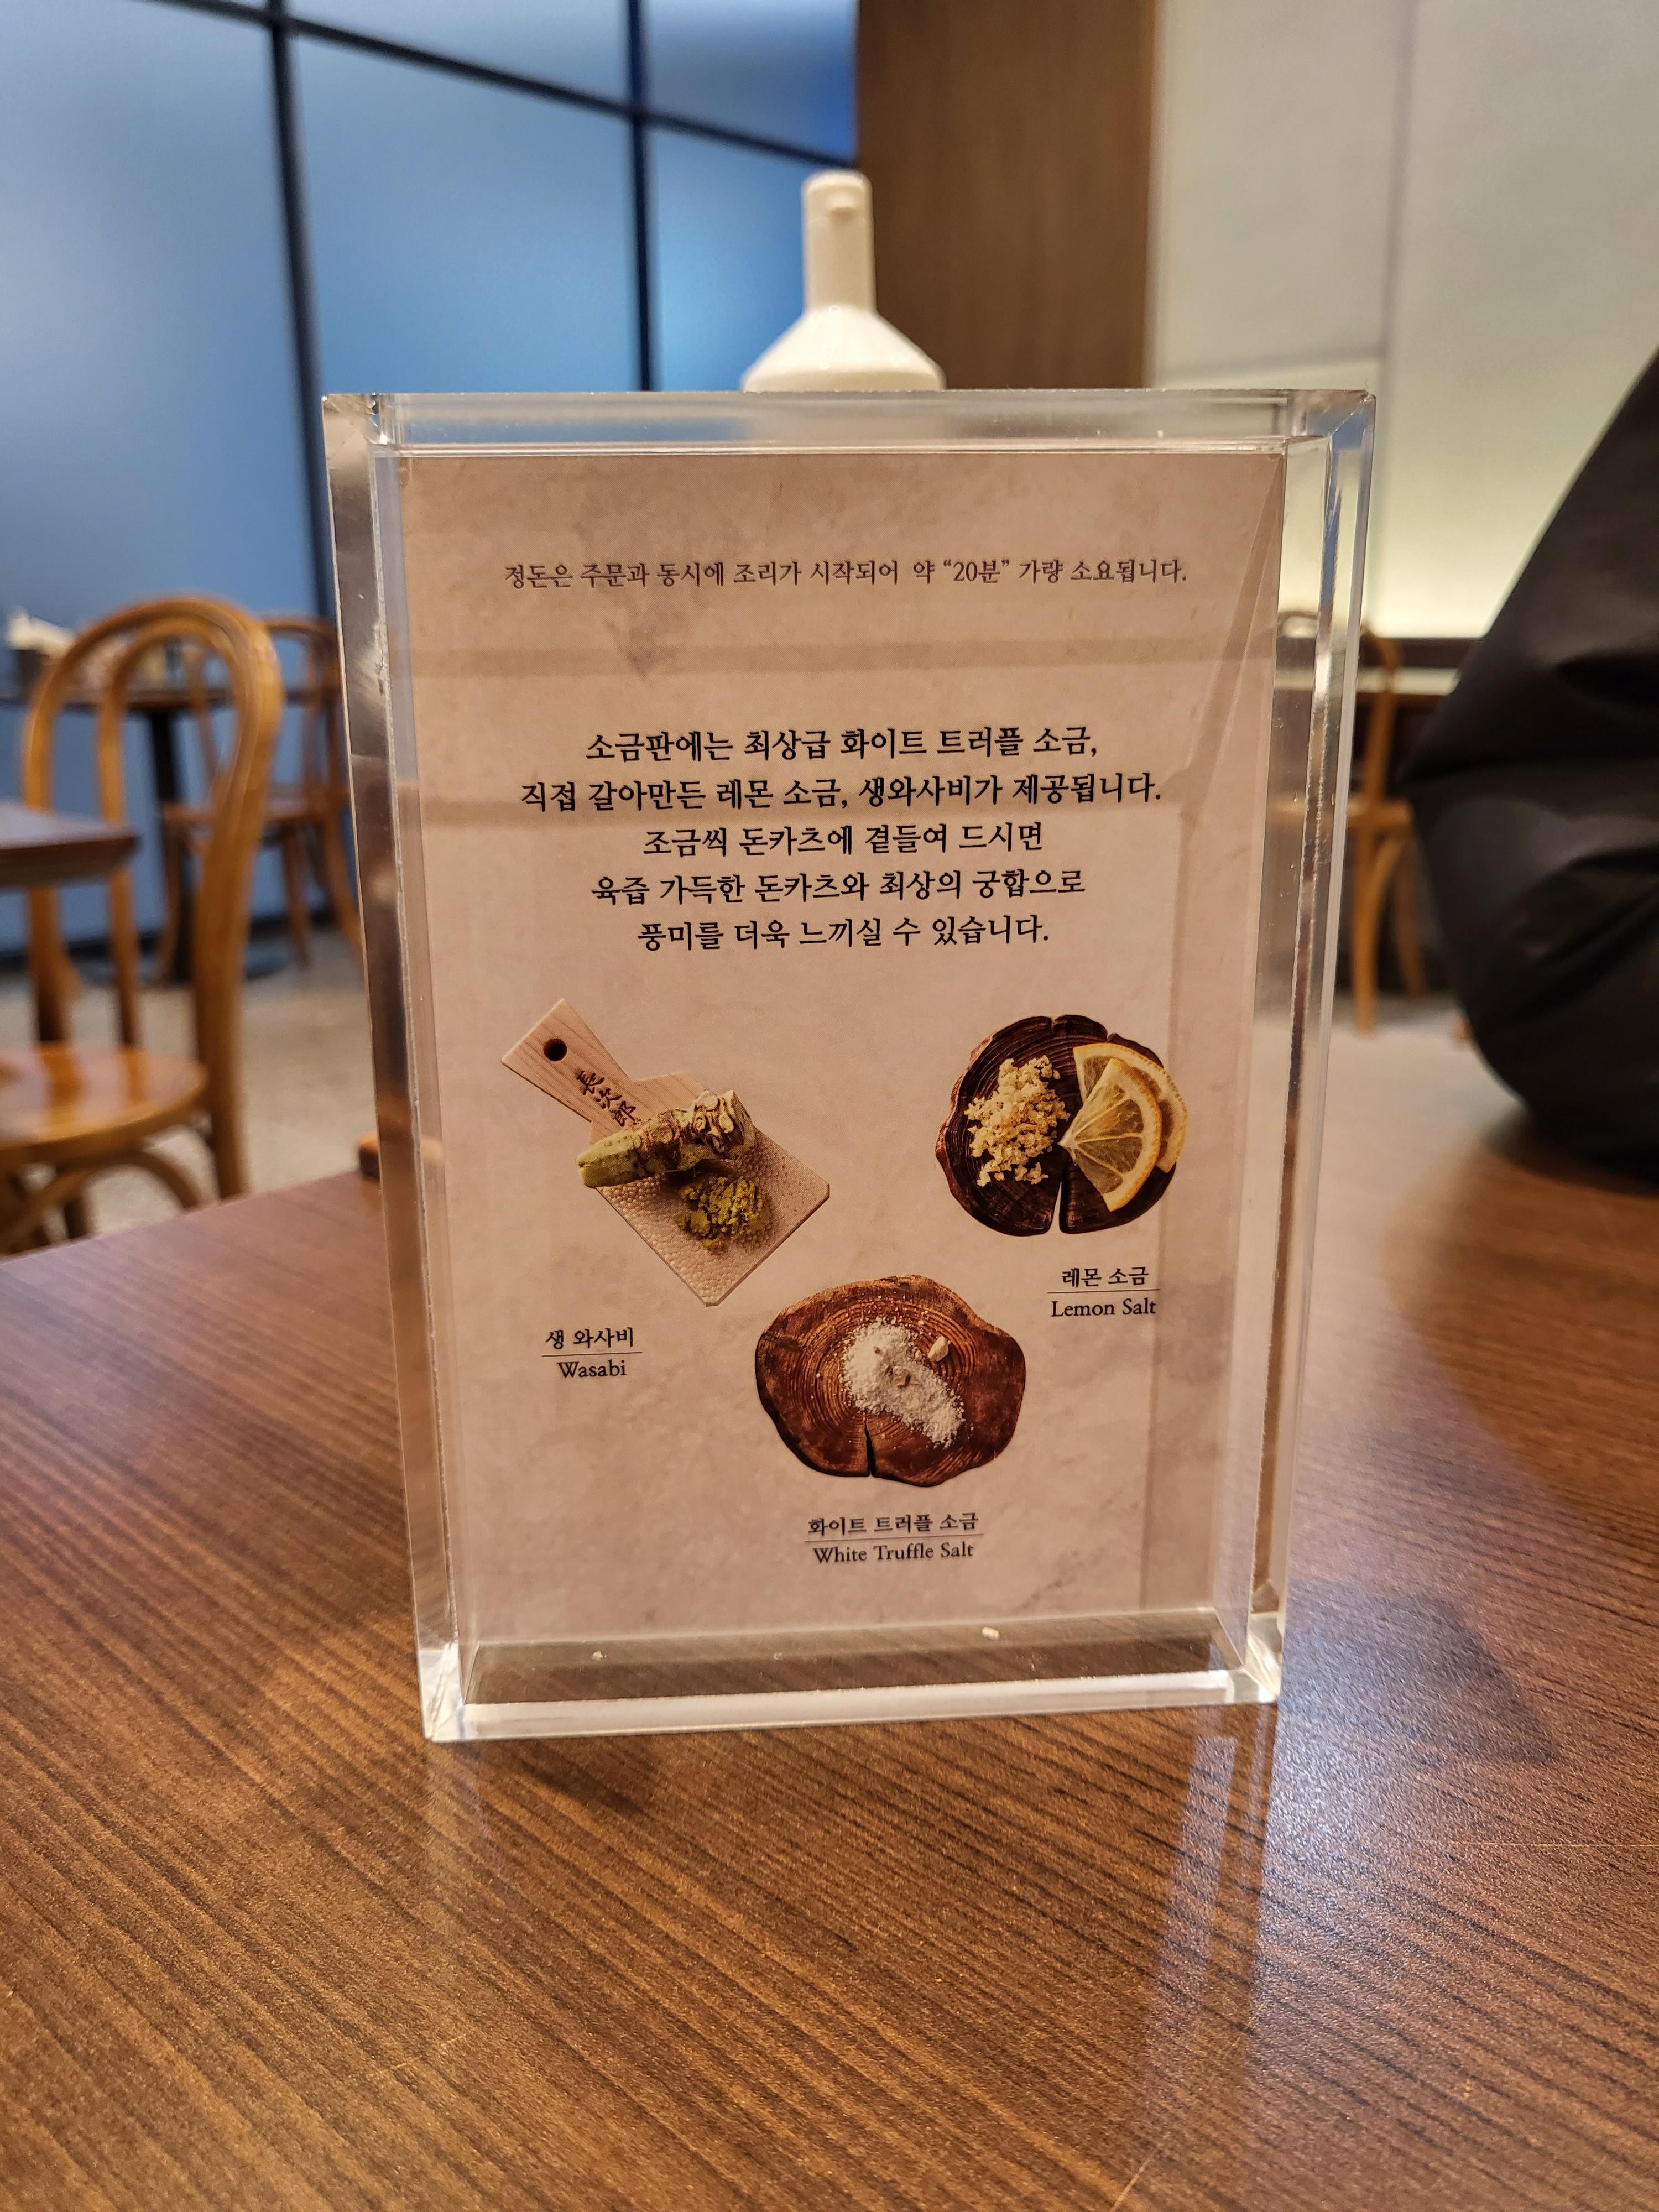 정돈은 주문과 동시에 조리가 시작되어 약 “20분” 가량 소요됩니다.
소금판에는 최상급 화이트 트러플 소금,
직접 갈아만든 레몬 소금, 생와사비가 제공됩니다.
조금씩 돈카츠에 곁들여 드시면
육즙 가득한 돈카츠와 최상의 궁합으로
풍미를 더욱 느끼실 수 있습니다.
長次郎
생 와사비
Wasabi
레몬 소금
Lemon Salt
화이트 트러플 소금
White Truffle Salt